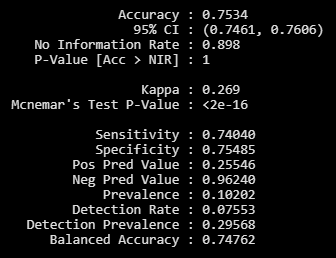 Accuracy : 0.7534
95% CI : (0.7461, 0.7606)
No Information Rate : 0.898
P-Value [Acc > NIR] : 1
Kappa : 0.269
Mcnemar's Test P-Value : <2e-16
Sensitivity : 0.74040
Specificity : 0.75485
Pos Pred Value : 0.25546
Neg Pred Value : 0.96240
Prevalence : 0.10202
Detection Rate : 0.07553
Detection Prevalence : 0.29568
Balanced Accuracy : 0.74762